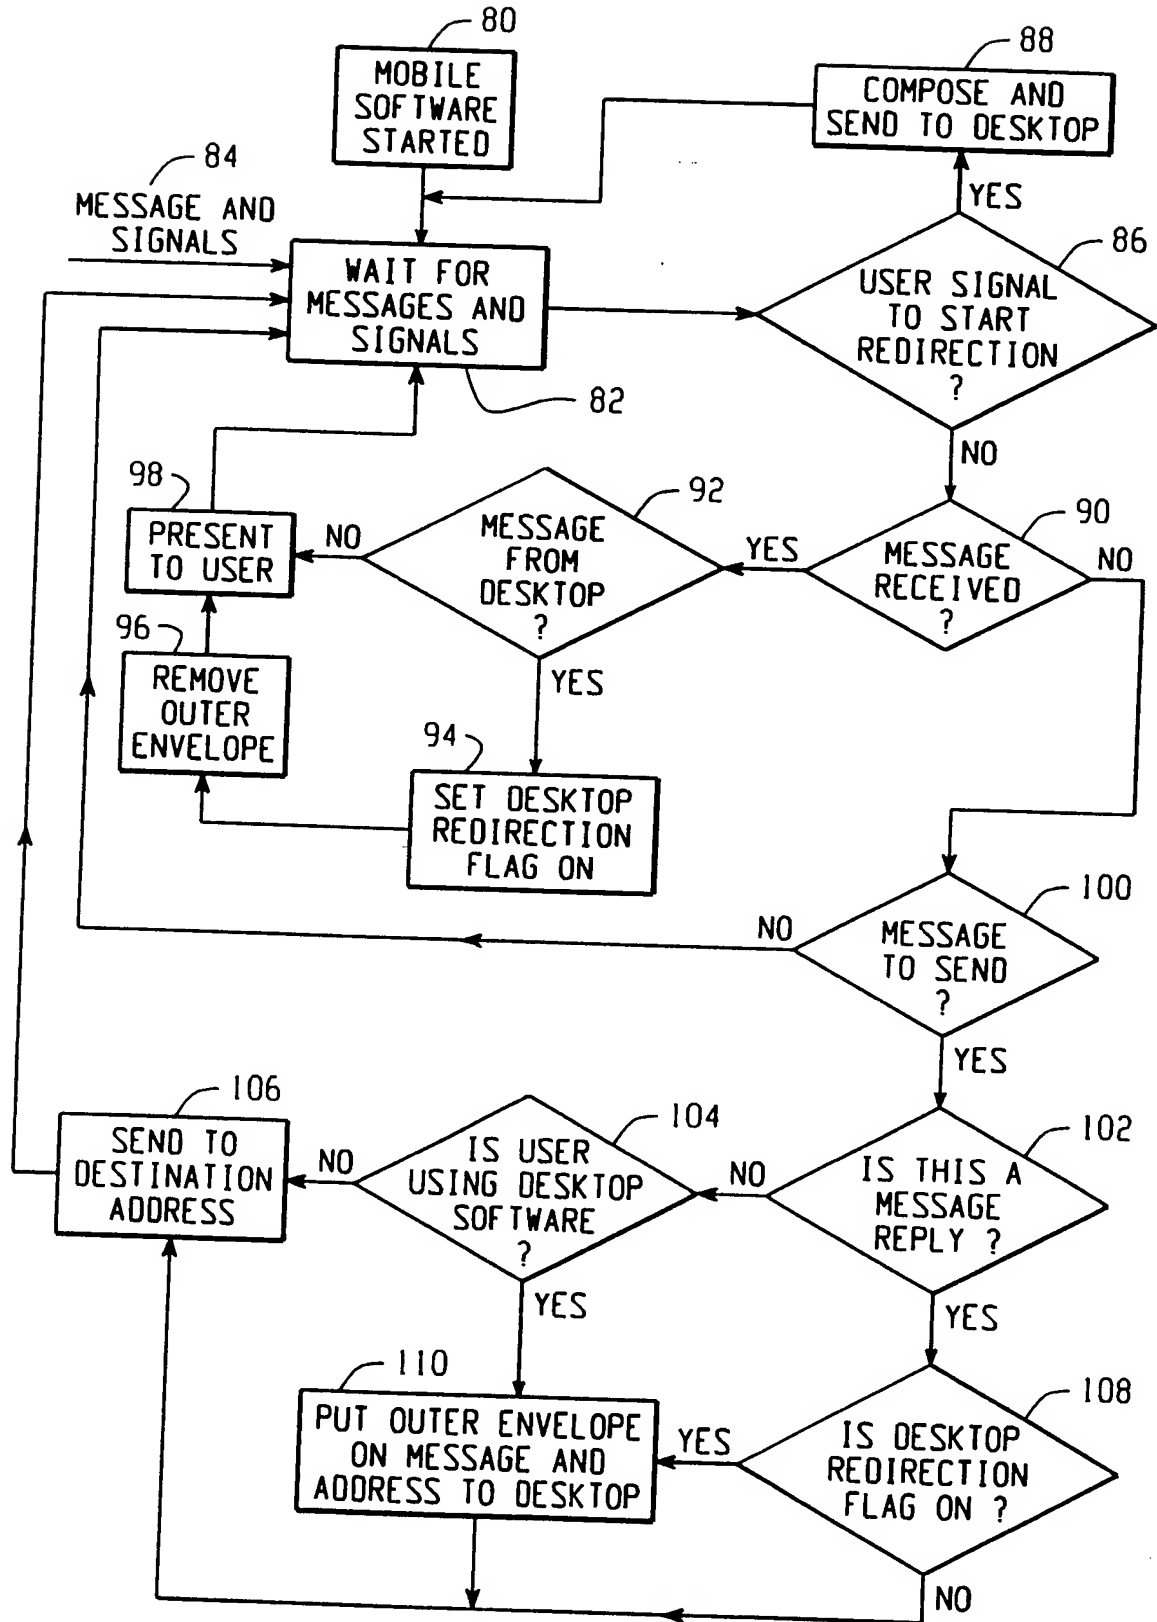 80
MOBILE
SOFTWARE
STARTED
88
COMPOSE AND
SEND TO DESKTOP
84
MESSAGE AND
SIGNALS
YES
86
WAIT FOR
MESSAGES AND
SIGNALS
82
USER SIGNAL
TO START
REDIRECTION
?
NO
98
PRESENT
TO USER
NO
92
MESSAGE
FROM
DESKTOP
?
YES
90
MESSAGE
RECEIVED
?
NO
96
REMOVE
OUTER
ENVELOPE
YES
94
SET DESKTOP
REDIRECTION
FLAG ON
100
NO
MESSAGE
TO SEND
?
YES
106
SEND TO
DESTINATION
ADDRESS
NO
104
IS USER
USING DESKTOP
SOFTWARE
?
NO
102
IS THIS A
MESSAGE
REPLY ?
YES
YES
110
PUT OUTER ENVELOPE
ON MESSAGE AND
ADDRESS TO DESKTOP
YES
108
IS DESKTOP
REDIRECTION
FLAG ON ?
NO